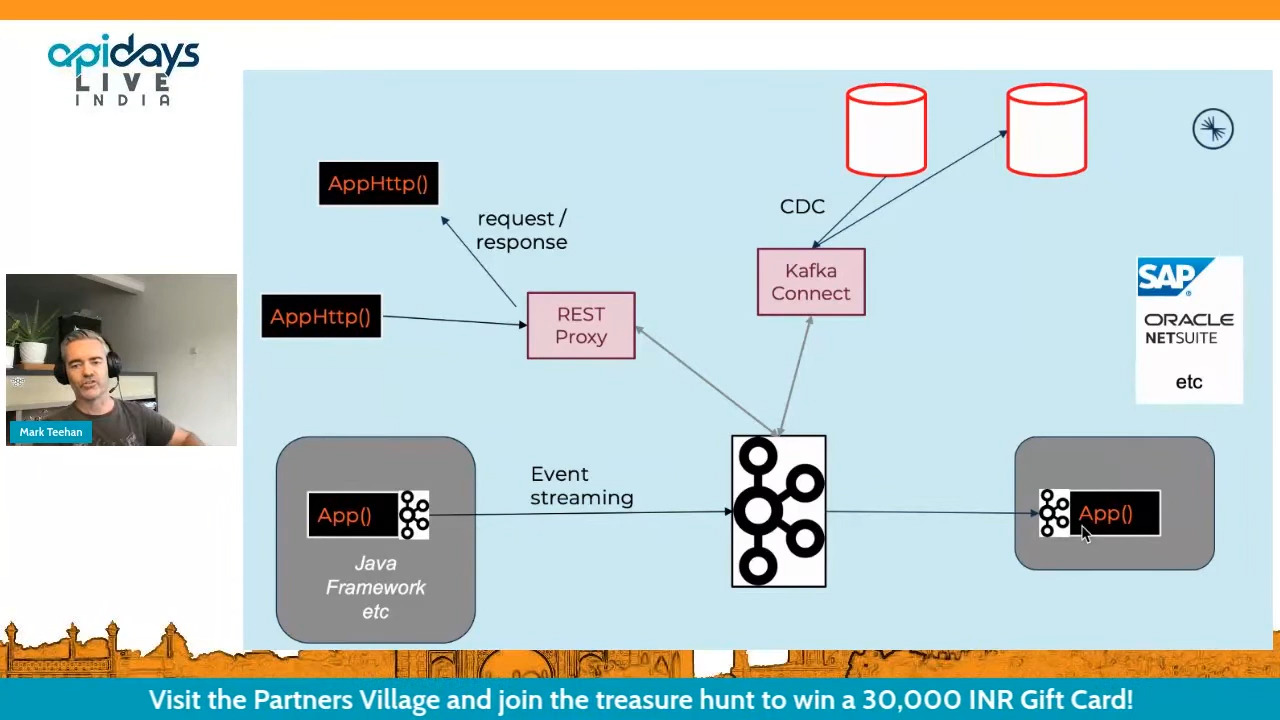 apidays
LIVE
INDIA
AppHttp()
request /
response
AppHttp()
REST
Proxy
CDC
Kafka
Connect
SAP
®
ORACLE
NETSUITE
etc
Mark Teehan
Event
streaming
App()
Java
Framework
etc
App()
Visit the Partners Village and join the treasure hunt to win a 30,000 INR Gift Card!